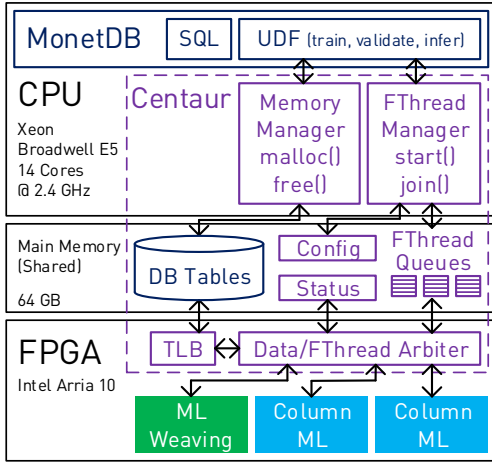 MonetDB
SQL
UDF (train, validate, infer)
CPU
Xeon
Broadwell E5
14 Cores
@ 2.4 GHz
Centaur
Memory
Manager
malloc()
free()
FThread
Manager
start()
join()
Main Memory
(Shared)
64 GB
DB Tables
Config
Status
FThread
Queues
FPGA
Intel Arria 10
TLB
Data/FThread Arbiter
ML
Weaving
Column
ML
Column
ML